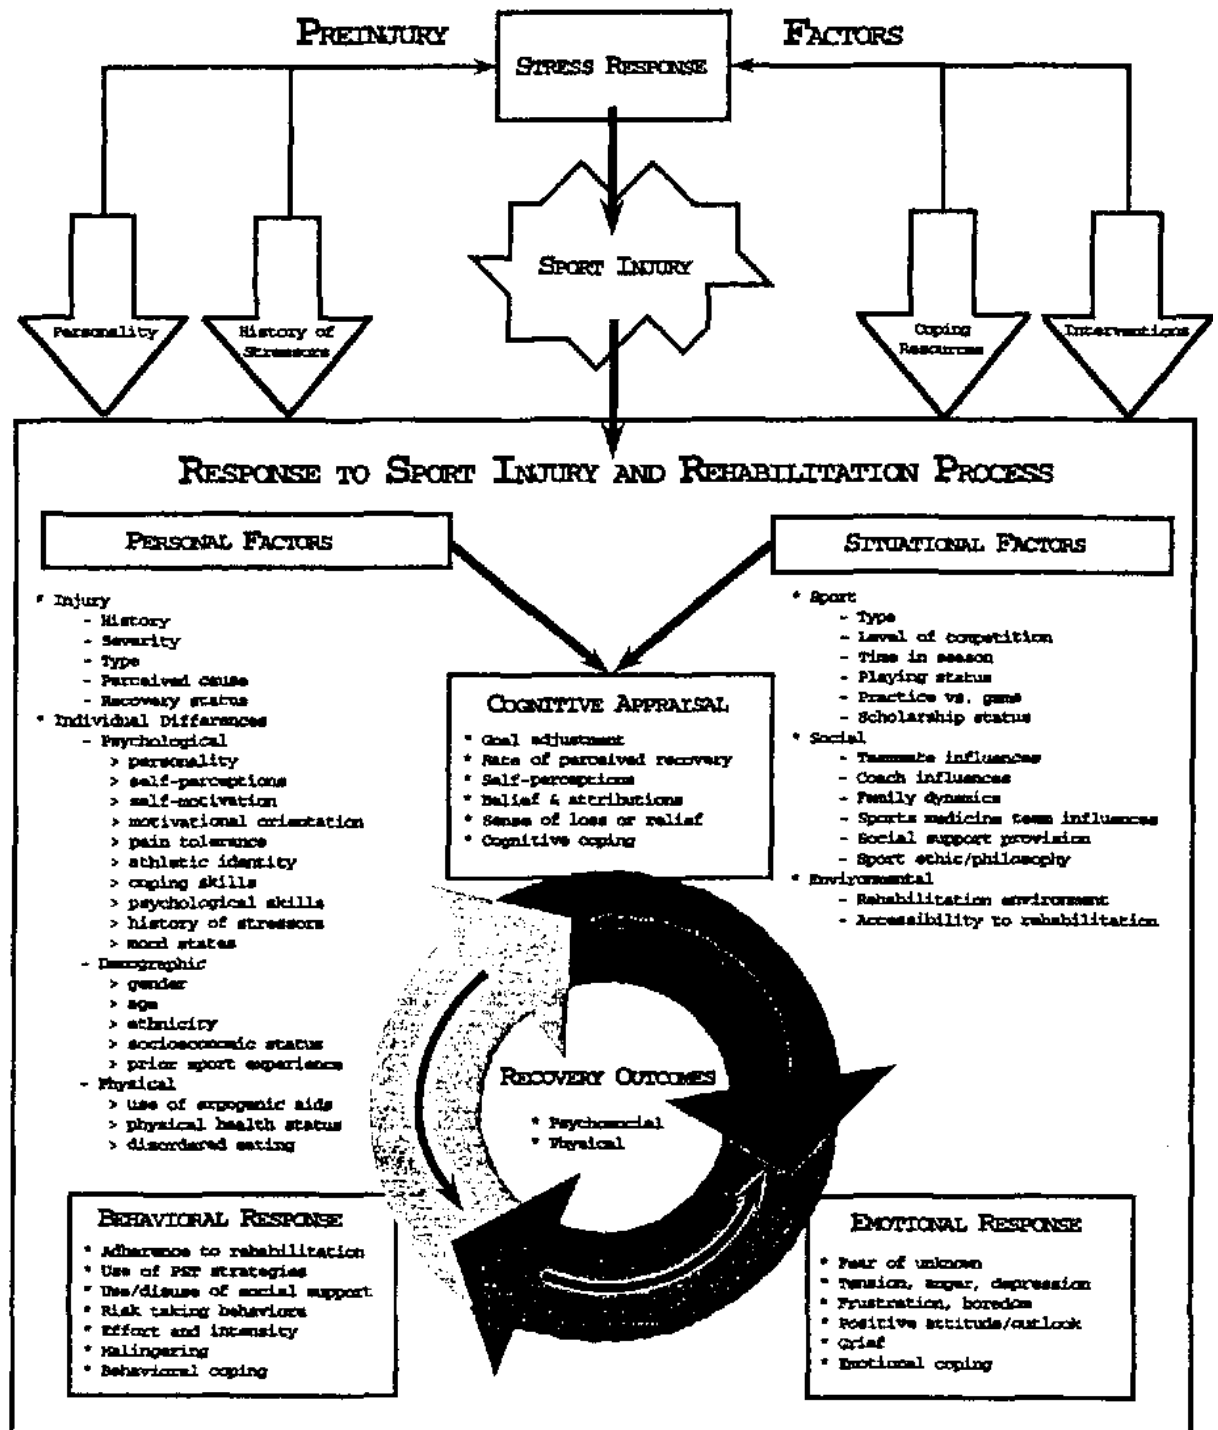 PREINJURY FACTORS
STRESS RESPONSE
SPORT INJURY
Personality
History of
Stressors
Coping
Resources
Interventions
RESPONSE TO SPORT INJURY AND REHABILITATION PROCESS
PERSONAL FACTORS
* Injury
- History
- Severity
- Type
- Perceived cause
- Recovery status
* Individual Differences
- Psychological
> personality
> self-perceptions
> self-motivation
> motivational orientation
> pain tolerance
> athletic identity
> coping skills
> psychological skills
> history of stressors
> mood states
- Demographic
> gender
> age
> ethnicity
> socioeconomic status
> prior sport experience
- Physical
> use of ergogenic aids
> physical health status
> disordered eating
SITUATIONAL FACTORS
* Sport
- Type
- Level of competition
- Time in season
- Playing status
- Practice vs. game
- Scholarship status
* Social
- Teammate influences
- Coach influences
- Family dynamics
- Sports medicine team influences
- Social support provision
- Sport ethic/philosophy
* Environmental
- Rehabilitation environment
- Accessibility to rehabilitation
COGNITIVE APPRAISAL
* Goal adjustment
* Rate of perceived recovery
* Self-perceptions
* Belief & attributions
* Sense of loss or relief
* Cognitive coping
RECOVERY OUTCOMES
* Psychosocial
* Physical
BEHAVIORAL RESPONSE
* Adherence to rehabilitation
* Use of PST strategies
* Use/disuse of social support
* Risk taking behaviors
* Effort and intensity
* Malingering
* Behavioral coping
EMOTIONAL RESPONSE
* Fear of unknown
* Tension, anger, depression
* Frustration, boredom
* Positive attitude/outlook
* Grief
* Emotional coping